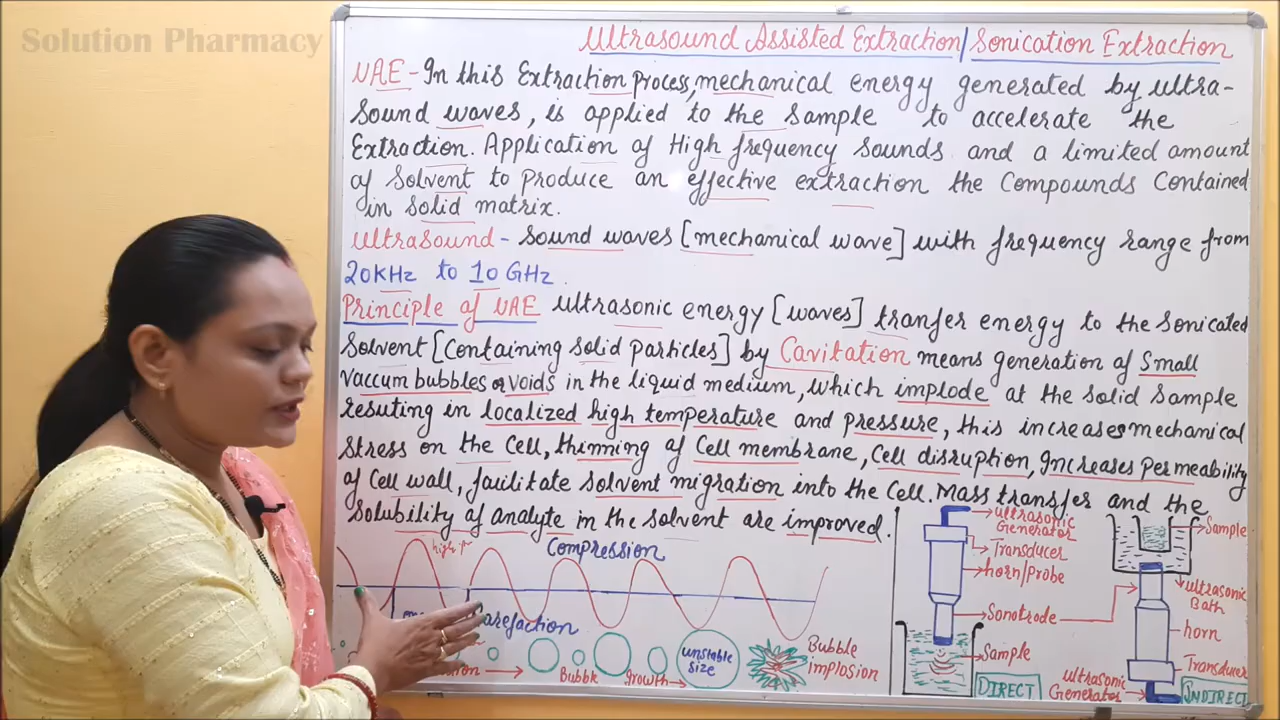 Solution Pharmacy
Ultrasound Assisted Extraction/Sonication Extraction
UAE - In this Extraction process, mechanical energy generated by ultra-
sound waves, is applied to the sample to accelerate the
Extraction. Application of High frequency sounds and a limited amount
of solvent to produce an effective extraction the Compounds Contained
in solid matrix.
Ultrasound - Sound waves [mechanical wave] with frequency range from
20KHz to 10 GHz.
Principle of UAE ultrasonic energy [waves] transfer energy to the sonicated
solvent [Containing solid particles] by Cavitation means generation of small
vaccum bubbles or voids in the liquid medium, which implode at the solid sample
resuting in localized high temperature and pressure, this increases mechanical
stress on the cell, thinning of cell membrane, cell disruption, Increases permeability
of cell wall, facilitate solvent migration into the cell. Mass transfer and the
solubility of analyte in the solvent are improved.
high P
Compression
Rarefaction
Bubble growth
unstable
size
Bubble
implosion
ultrasonic
Generator
Transducer
horn/Probe
Sonotrode
Sample
DIRECT
Sample
ultrasonic
Bath
horn
Transducer
ultrasonic
Generator
INDIRECT